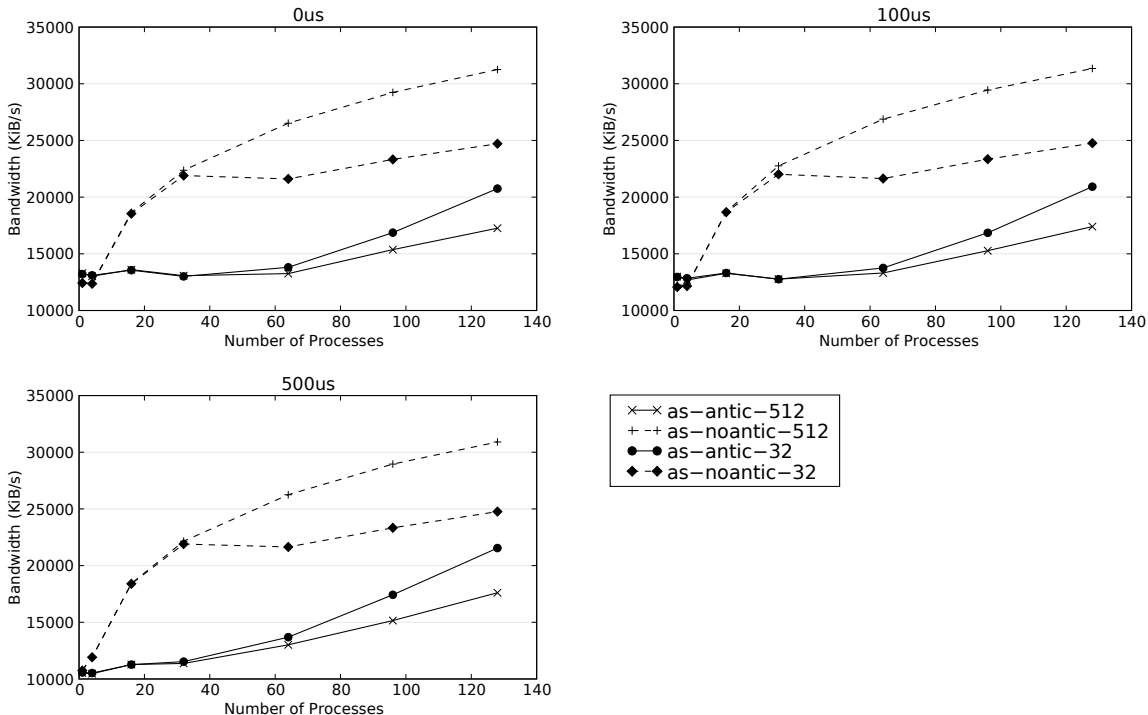 0us
35000
30000
25000
20000
15000
10000
Bandwidth (KiB/s)
0 20 40 60 80 100 120 140
Number of Processes
100us
35000
30000
25000
20000
15000
10000
Bandwidth (KiB/s)
0 20 40 60 80 100 120 140
Number of Processes
500us
35000
30000
25000
20000
15000
10000
Bandwidth (KiB/s)
0 20 40 60 80 100 120 140
Number of Processes
as−antic−512
as−noantic−512
as−antic−32
as−noantic−32